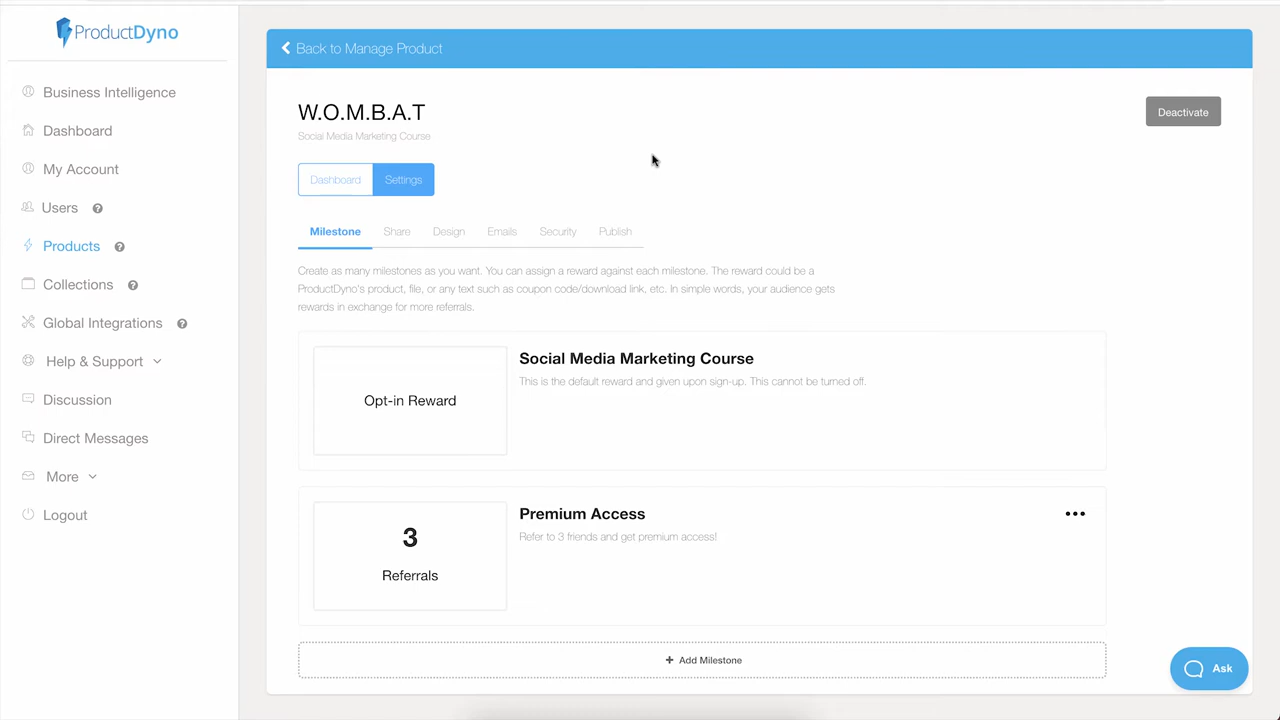 ProductDyno
Business Intelligence
Dashboard
My Account
Users
Products
Collections
Global Integrations
Help & Support
Discussion
Direct Messages
More
Logout
Back to Manage Product
W.O.M.B.A.T
Social Media Marketing Course
Deactivate
Dashboard Settings
Milestone Share Design Emails Security Publish
Create as many milestones as you want. You can assign a reward against each milestone. The reward could be a
ProductDyno's product, file, or any text such as coupon code/download link, etc. In simple words, your audience gets
rewards in exchange for more referrals.
Opt-in Reward
Social Media Marketing Course
This is the default reward and given upon sign-up. This cannot be turned off.
3
Referrals
Premium Access
Refer to 3 friends and get premium access!
+ Add Milestone
Ask